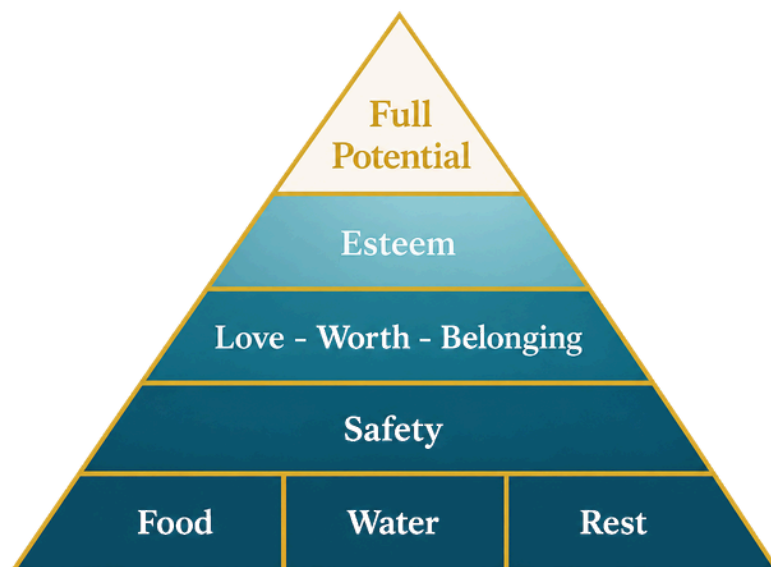 Full
Potential
Esteem
Love - Worth - Belonging
Safety
Food Water Rest